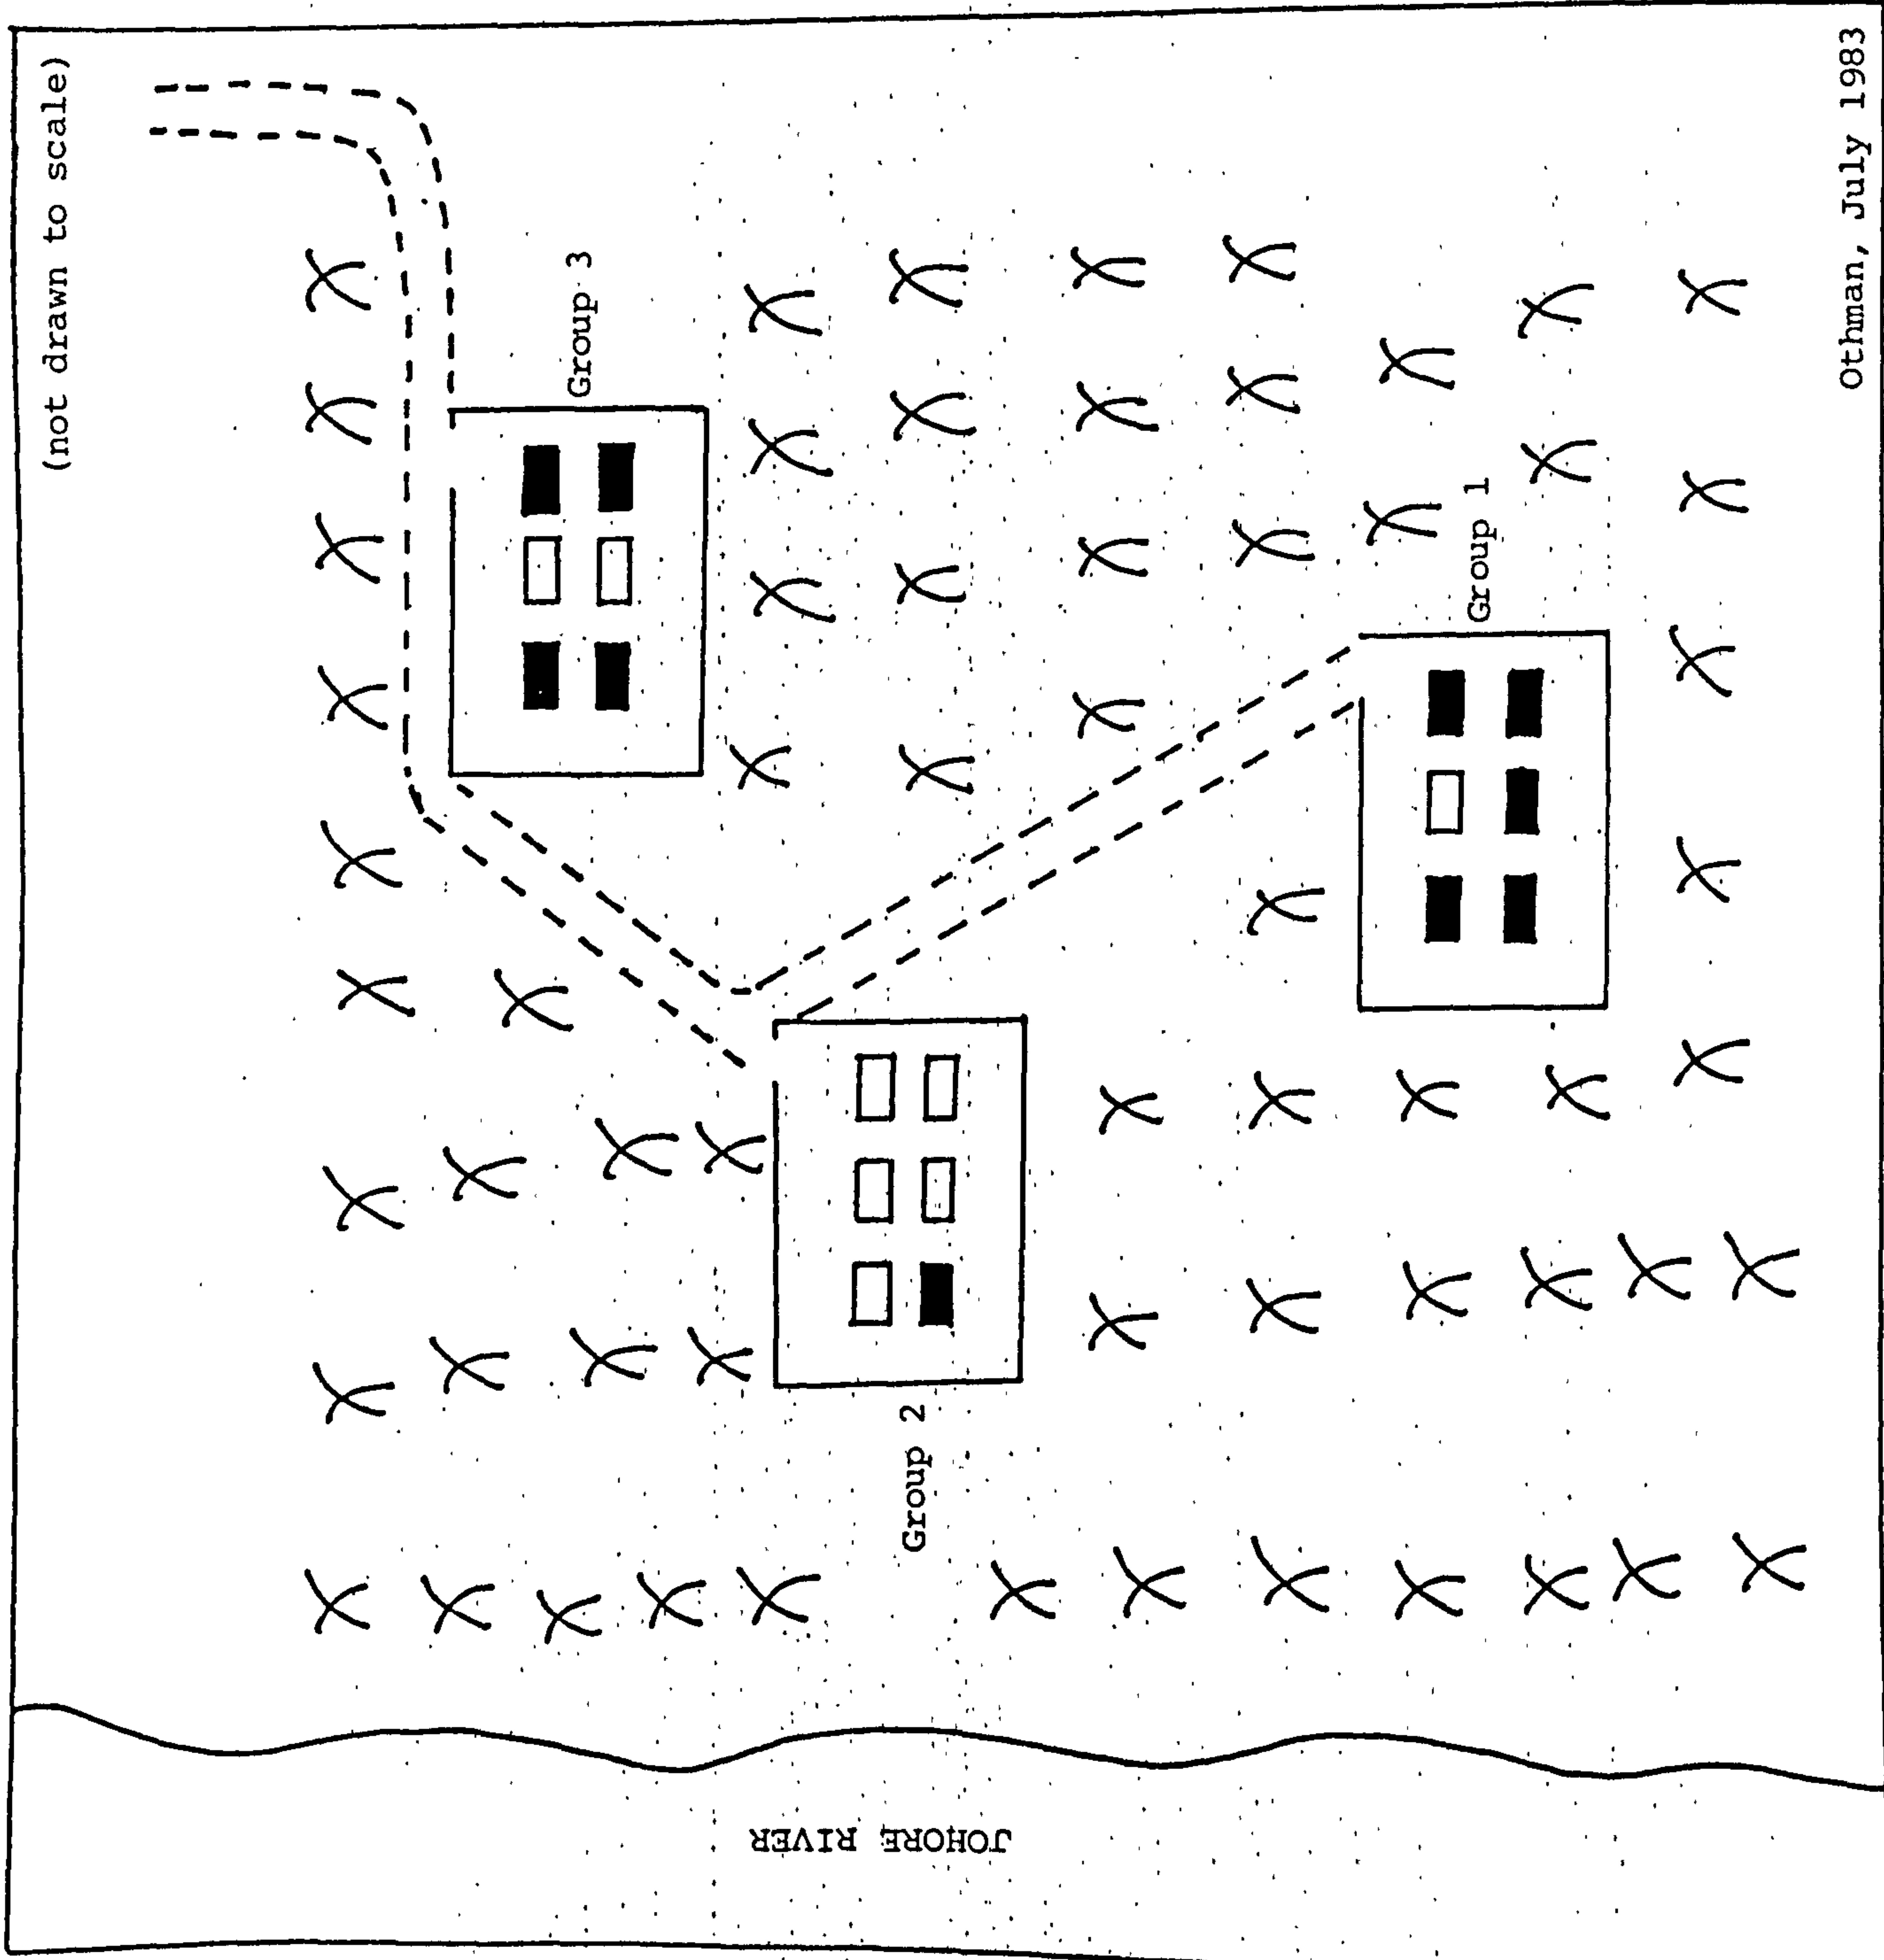 (not drawn to scale)
Group 3
Group 1
Group 2
JOHORE RIVER
Othman, July 1983